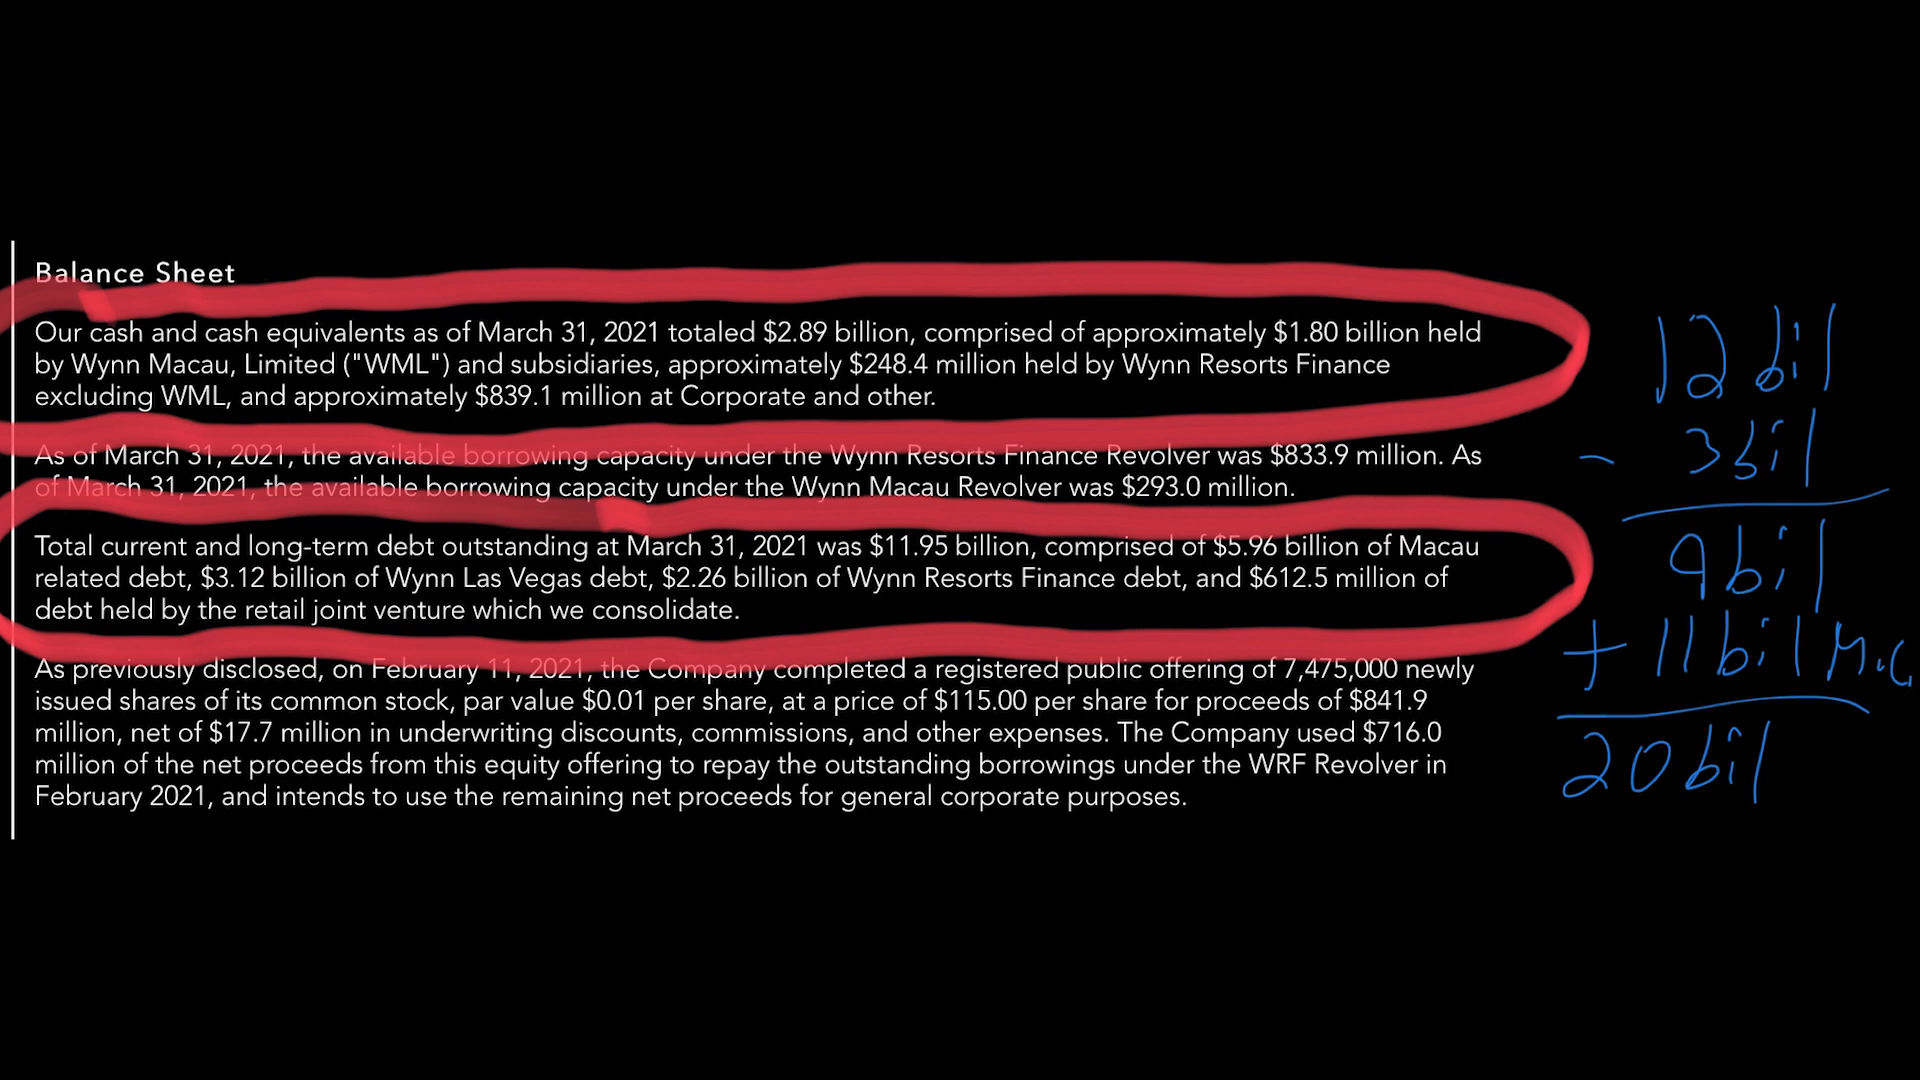 Balance Sheet
Our cash and cash equivalents as of March 31, 2021 totaled $2.89 billion, comprised of approximately $1.80 billion held
by Wynn Macau, Limited ("WML") and subsidiaries, approximately $248.4 million held by Wynn Resorts Finance
excluding WML, and approximately $839.1 million at Corporate and other.
As of March 31, 2021, the available borrowing capacity under the Wynn Resorts Finance Revolver was $833.9 million. As
of March 31, 2021, the available borrowing capacity under the Wynn Macau Revolver was $293.0 million.
Total current and long-term debt outstanding at March 31, 2021 was $11.95 billion, comprised of $5.96 billion of Macau
related debt, $3.12 billion of Wynn Las Vegas debt, $2.26 billion of Wynn Resorts Finance debt, and $612.5 million of
debt held by the retail joint venture which we consolidate.
As previously disclosed, on February 11, 2021, the Company completed a registered public offering of 7,475,000 newly
issued shares of its common stock, par value $0.01 per share, at a price of $115.00 per share for proceeds of $841.9
million, net of $17.7 million in underwriting discounts, commissions, and other expenses. The Company used $716.0
million of the net proceeds from this equity offering to repay the outstanding borrowings under the WRF Revolver in
February 2021, and intends to use the remaining net proceeds for general corporate purposes.
12 bil
- 3 bil
9 bil
+ 11 bil M.C.
20 bil